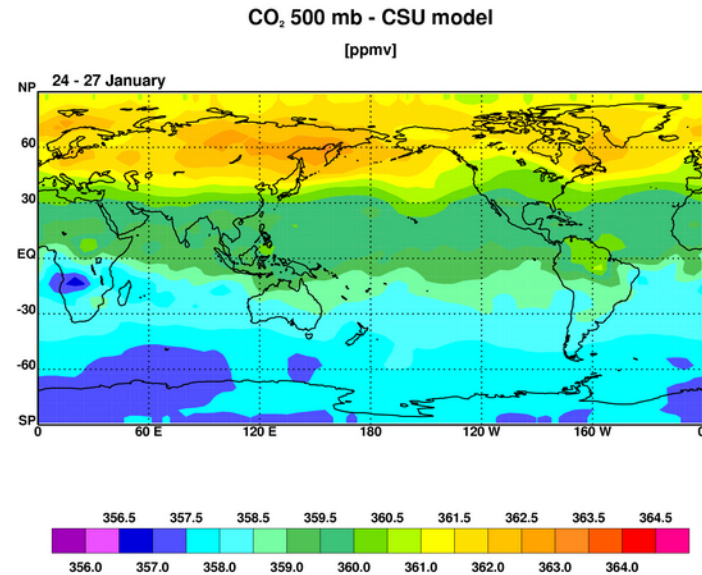 CO₂ 500 mb - CSU model
[ppmv]
24 - 27 January
NP
60
30
EQ
-30
-60
SP
0 60 E 120 E 180 120 W 160 W 0
356.5 357.5 358.5 359.5 360.5 361.5 362.5 363.5 364.5
356.0 357.0 358.0 359.0 360.0 361.0 362.0 363.0 364.0